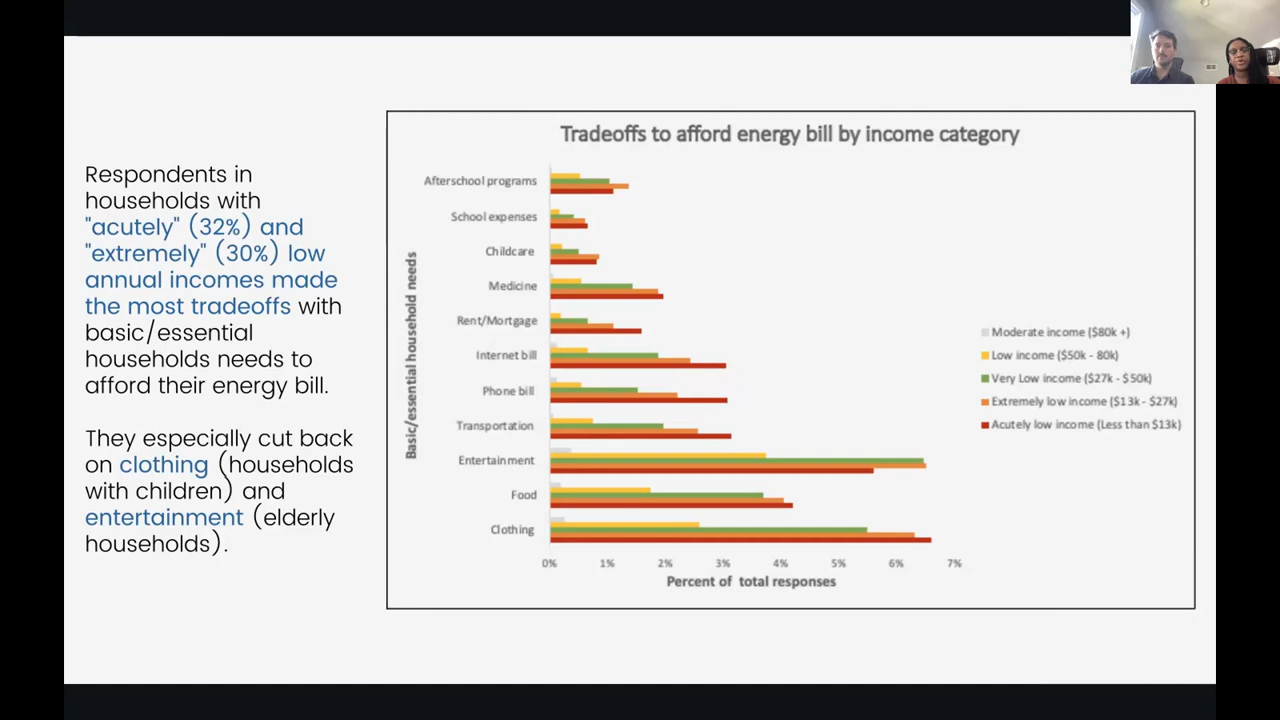 Respondents in
households with
"acutely" (32%) and
"extremely" (30%) low
annual incomes made
the most tradeoffs with
basic/essential
households needs to
afford their energy bill.
They especially cut back
on clothing (households
with children) and
entertainment (elderly
households).
Tradeoffs to afford energy bill by income category
Basic/essential household needs
Afterschool programs
School expenses
Childcare
Medicine
Rent/Mortgage
Internet bill
Phone bill
Transportation
Entertainment
Food
Clothing
0% 1% 2% 3% 4% 5% 6% 7%
Percent of total responses
Moderate income ($80k +)
Low income ($50k - 80k)
Very Low income ($27k - $50k)
Extremely low income ($13k - $27k)
Acutely low income (Less than $13k)